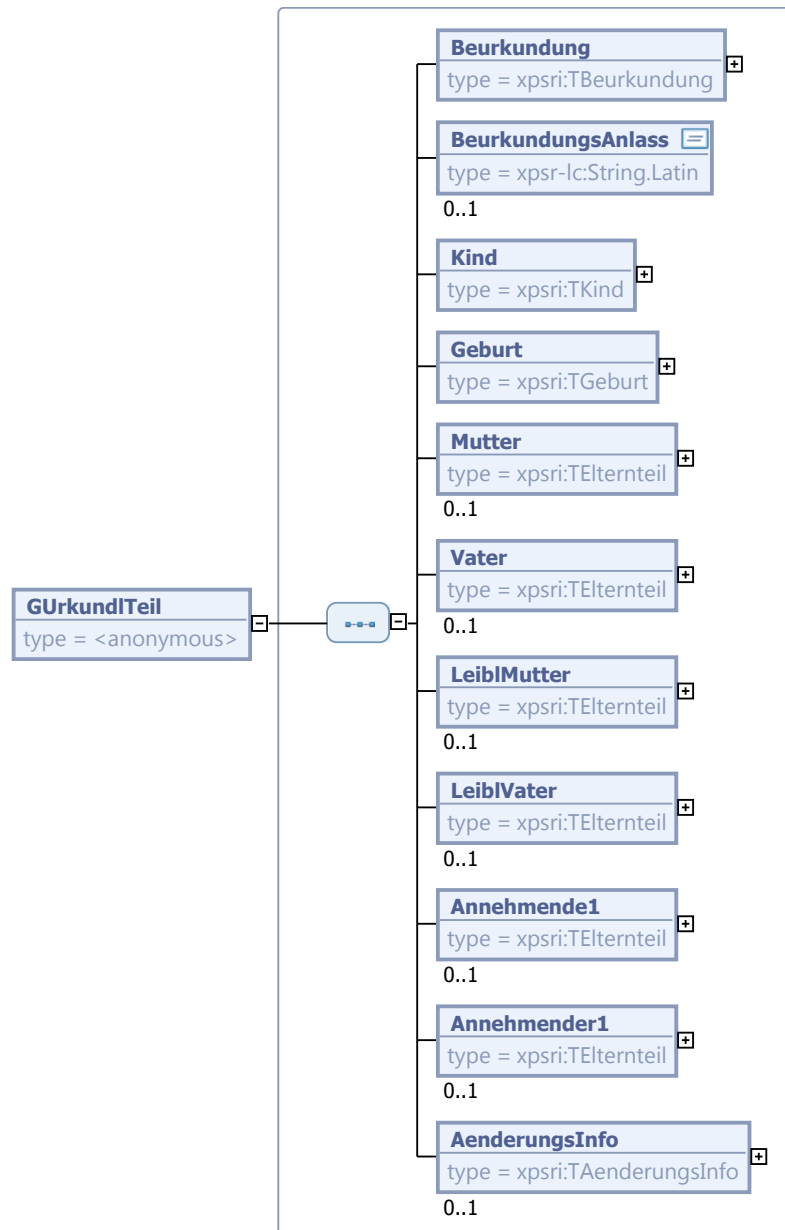 Beurkundung
type = xpsri:TBeurkundung
BeurkundungsAnlass
type = xpsr-lc:String.Latin
0..1
Kind
type = xpsri:TKind
Geburt
type = xpsri:TGeburt
Mutter
type = xpsri:TElternteil
0..1
Vater
type = xpsri:TElternteil
0..1
GUrkundlTeil
type = <anonymous>
LeiblMutter
type = xpsri:TElternteil
0..1
LeiblVater
type = xpsri:TElternteil
0..1
Annehmende1
type = xpsri:TElternteil
0..1
Annehmender1
type = xpsri:TElternteil
0..1
AenderungsInfo
type = xpsri:TAenderungsInfo
0..1